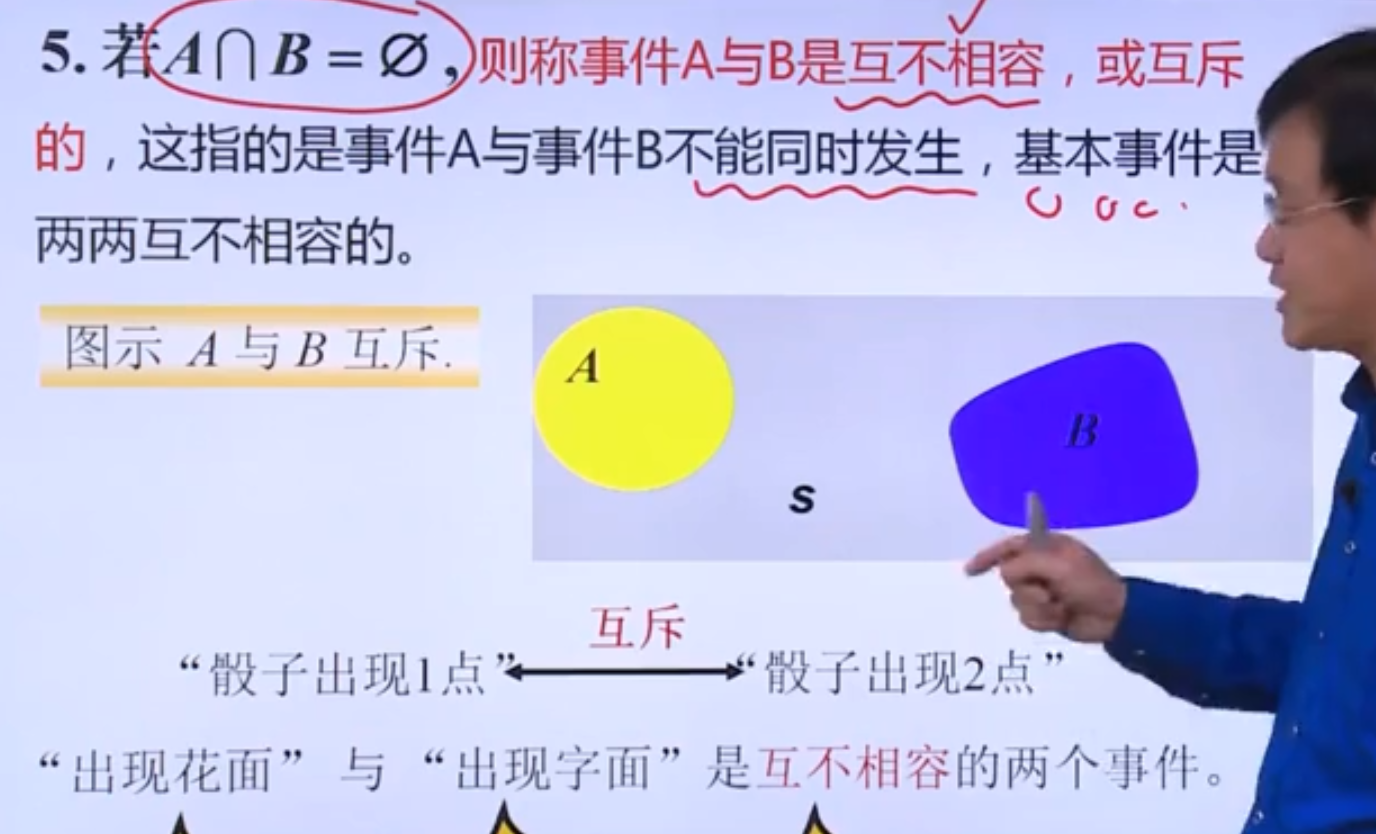 5. 若A∩B=∅,则称事件A与B是互不相容，或互斥
的，这指的是事件A与事件B不能同时发生，基本事件是
两两互不相容的。
图示 A 与 B 互斥.
A
B
S
互斥
“骰子出现1点” “骰子出现2点”
“出现花面” 与 “出现字面” 是互不相容的两个事件。